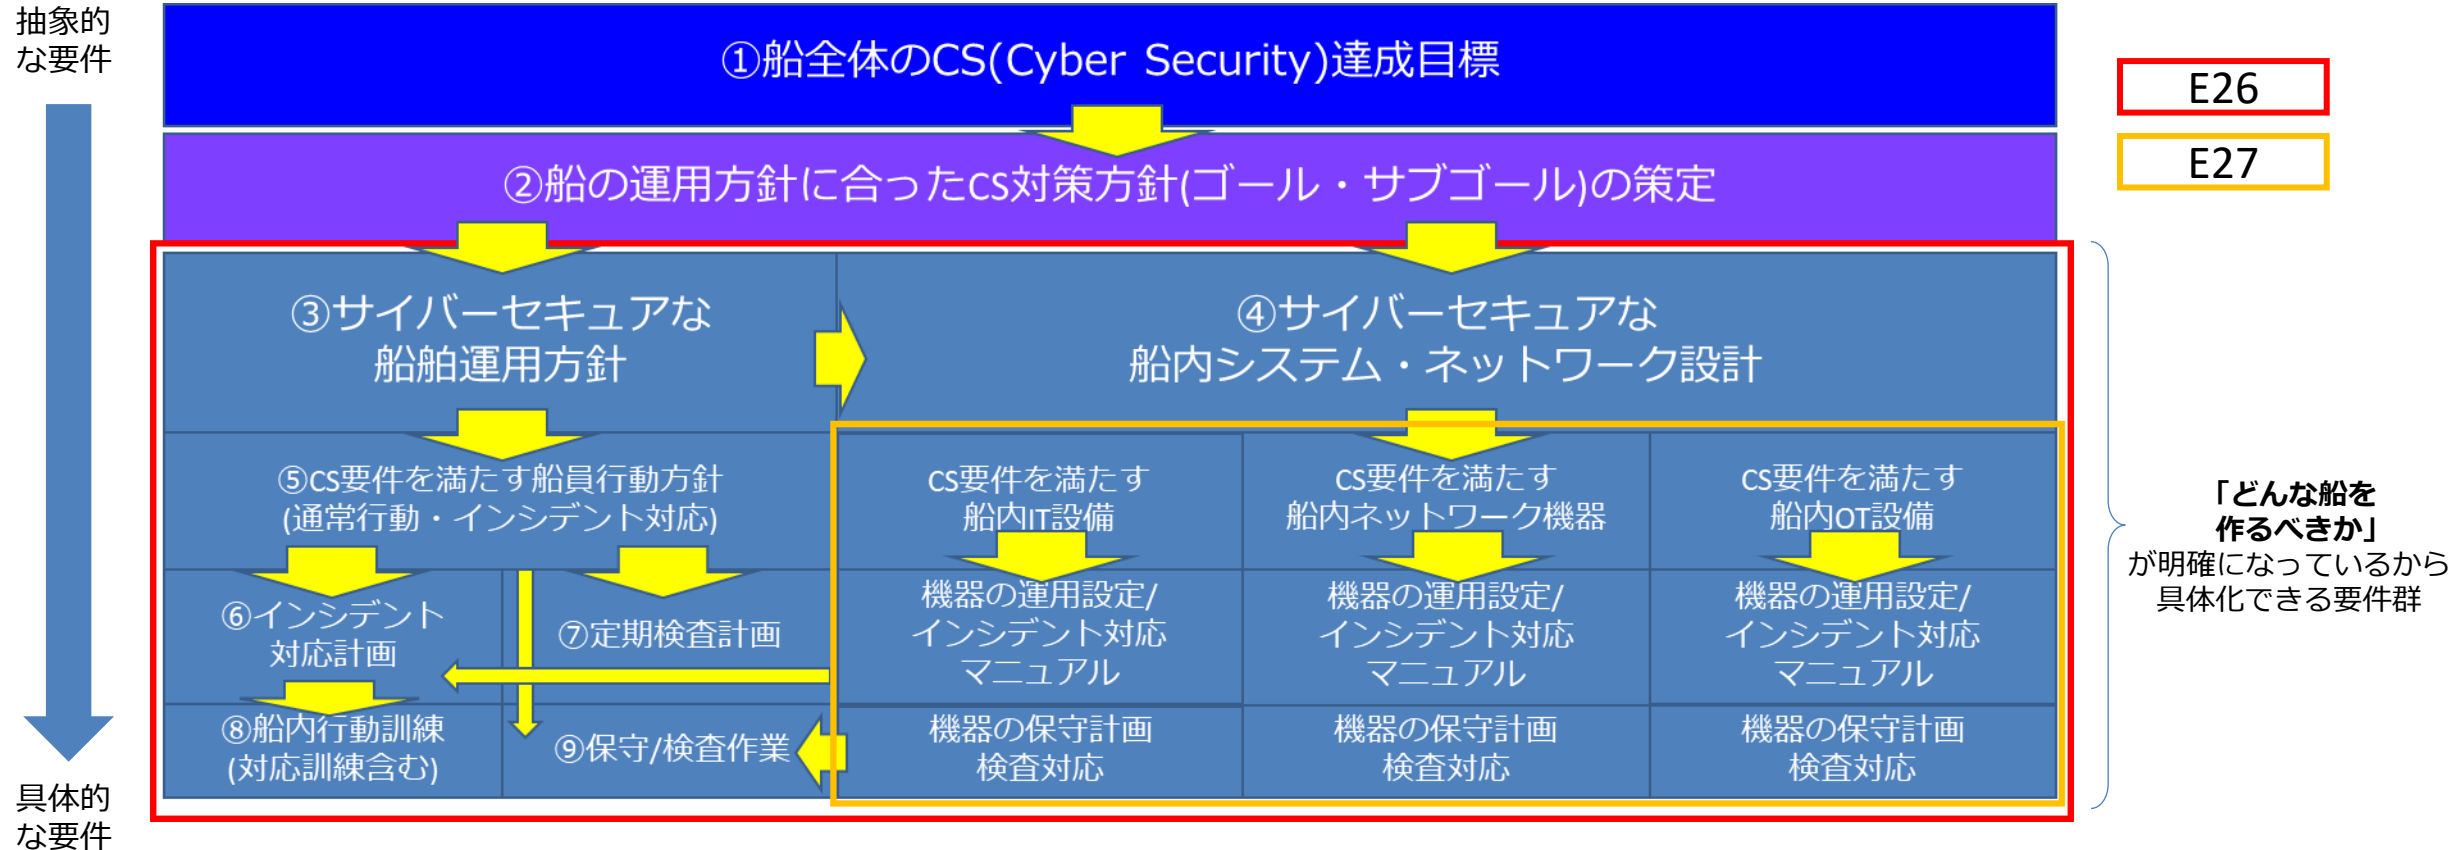 抽象的
な要件
①船全体のCS(Cyber Security)達成目標
E26
E27
②船の運用方針に合ったCS対策方針(ゴール・サブゴール)の策定
③サイバーセキュアな
船舶運用方針
④サイバーセキュアな
船内システム・ネットワーク設計
⑤CS要件を満たす船員行動方針
(通常行動・インシデント対応)
CS要件を満たす
船内IT設備
CS要件を満たす
船内ネットワーク機器
CS要件を満たす
船内OT設備
「どんな船を
作るべきか」
が明確になっているから
具体化できる要件群
⑥インシデント
対応計画
⑦定期検査計画
機器の運用設定/
インシデント対応
マニュアル
機器の運用設定/
インシデント対応
マニュアル
機器の運用設定/
インシデント対応
マニュアル
⑧船内行動訓練
(対応訓練含む)
⑨保守/検査作業
機器の保守計画
検査対応
機器の保守計画
検査対応
機器の保守計画
検査対応
具体的
な要件